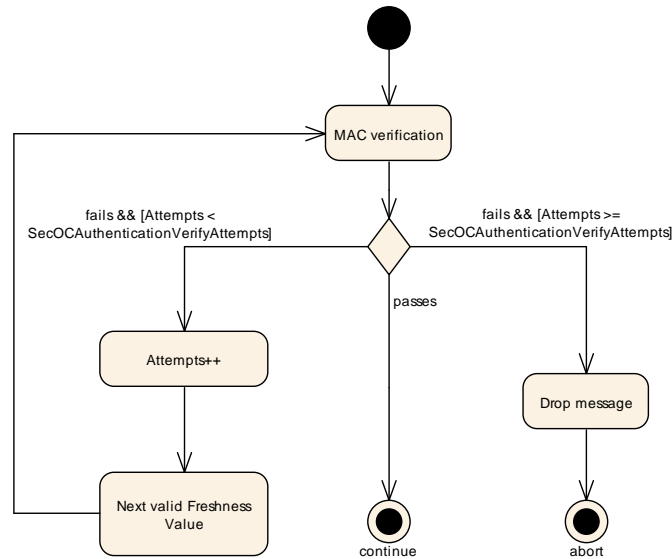 MAC verification
fails && [Attempts <
SecOCAuthenticationVerifyAttempts]
fails && [Attempts >=
SecOCAuthenticationVerifyAttempts]
passes
Attempts++
Drop message
Next valid Freshness
Value
continue
abort